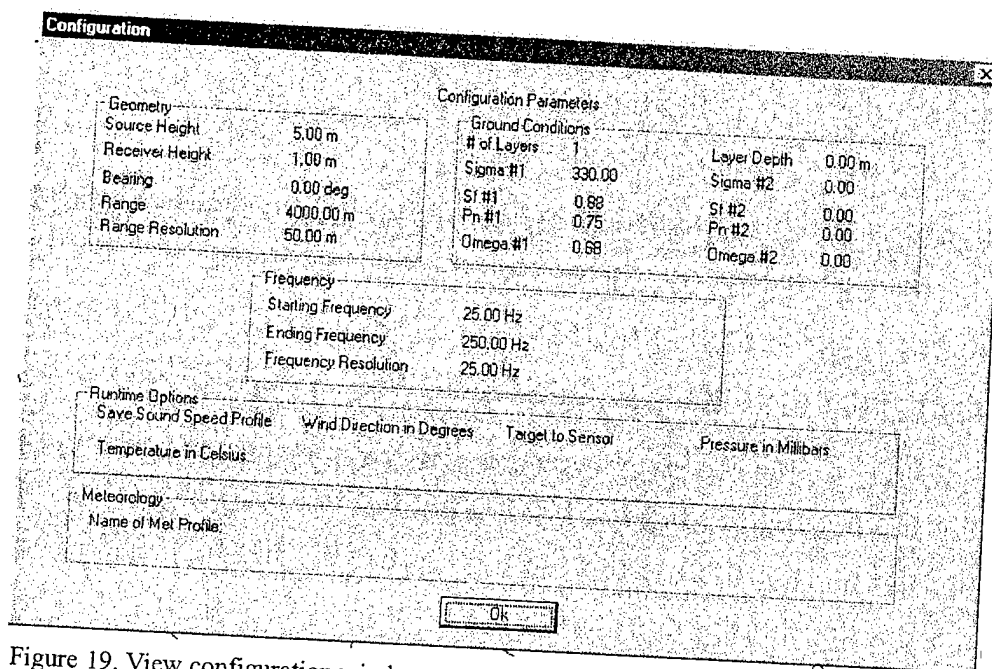 Configuration
Configuration Parameters
Geometry
Source Height 5.00 m
Receiver Height 1.00 m
Bearing 0.00 deg
Range 4000.00 m
Range Resolution 50.00 m
Ground Conditions
# of Layers 1 Layer Depth 0.00 m
Sigma #1 330.00 Sigma #2 0.00
Sf #1 0.68 Sf #2 0.00
Pn #1 0.75 Pn #2 0.00
Omega #1 0.68 Omega #2 0.00
Frequency
Starting Frequency 25.00 Hz
Ending Frequency 250.00 Hz
Frequency Resolution 25.00 Hz
Runtime Options
Save Sound Speed Profile Wind Direction in Degrees Target to Sensor Pressure in Millibars
Temperature in Celsius
Meteorology
Name of Met Profile:
Ok
Figure 19. View configuration